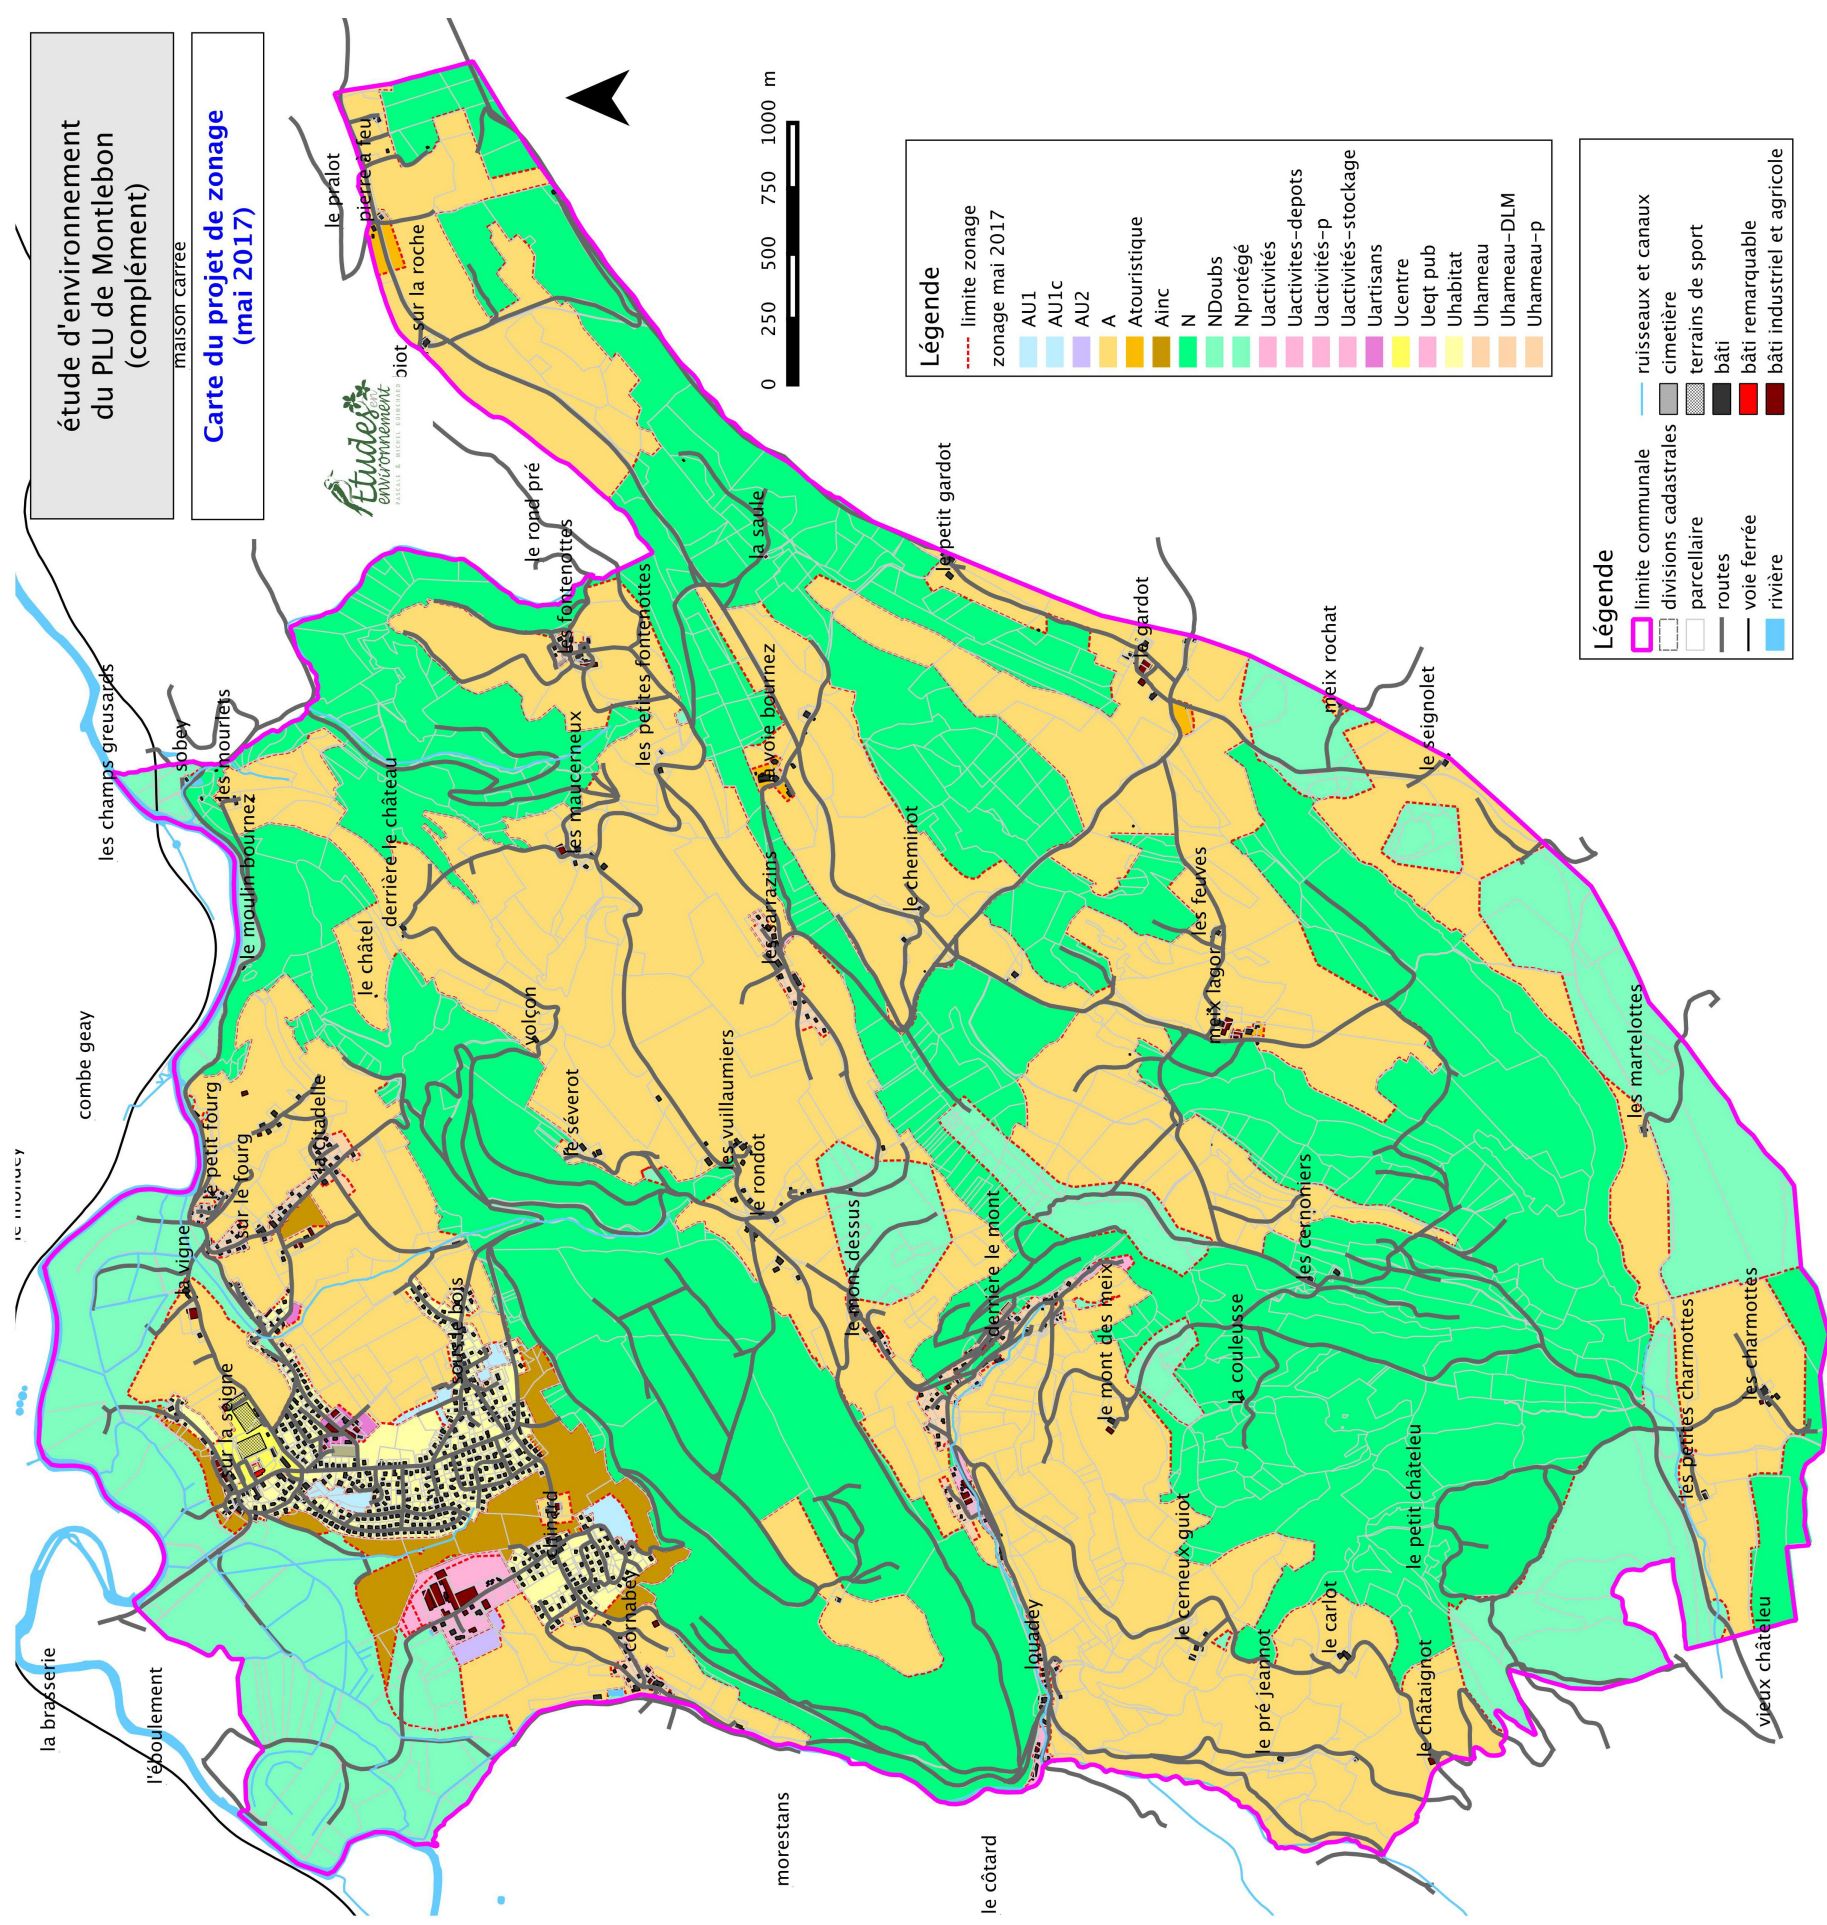 étude d'environnement
du PLU de Montlebon
(complément)
Carte du projet de zonage
(mai 2017)
maison carrée
le pralot
pierre à feu
sur la roche
Études en
environnement
PASCALE & MICHEL GUINCHARD
le rond pré
les fontenottes
les petites fontenottes
la saule
le petit gardot
le gardot
meix rochat
le seignolet
la voie bournez
les champs greusards
sobey
les mourlets
le moulin bournez
derrière le château
les maucerneux
le cheminot
les sarrazins
les feuves
le châtel
meix lagor
volçon
combe geay
les martelottes
le petit fourg
sur le fourg
la citadelle
le séverot
les vuillaumiers
le rondot
le mont dessus
derrière le mont
les cernoniers
la vigne
sous le bois
le mont des meix
la couleusse
les petites charmottes
les charmottes
sur la seigne
chinard
cornabey
le cerneux guiot
le petit châteleu
louadey
le pré jeannot
le carlot
le châtaignot
vieux châteleu
la brasserie
l'éboulement
morestans
le côtard
0 250 500 750 1000 m
Légende
limite zonage
zonage mai 2017
AU1
AU1c
AU2
A
Atouristique
Ainc
N
NDoubs
Nprotégé
Uactivités
Uactivites-depots
Uactivités-p
Uactivités-stockage
Uartisans
Ucentre
Ueqt pub
Uhabitat
Uhameau
Uhameau-DLM
Uhameau-p
Légende
limite communale
divisions cadastrales
parcellaire
routes
voie ferrée
rivière
ruisseaux et canaux
cimetière
terrains de sport
bâti
bâti remarquable
bâti industriel et agricole